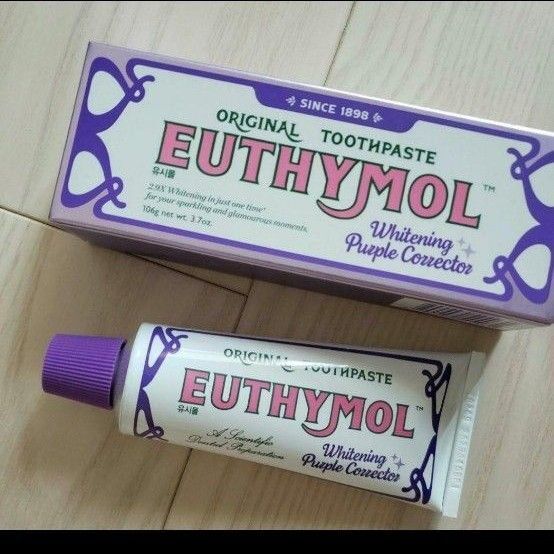 SINCE 1898
ORIGINAL TOOTHPASTE
EUTHYMOL™
유시몰
2.9X Whitening in just one time*
for your sparkling and glamourous moments.
106g net wt. 3.7oz.
Whitening
Purple Corrector
ORIGINAL TOOTHPASTE
EUTHYMOL™
유시몰
A Scientific
Dental Preparation
Whitening
Purple Corrector